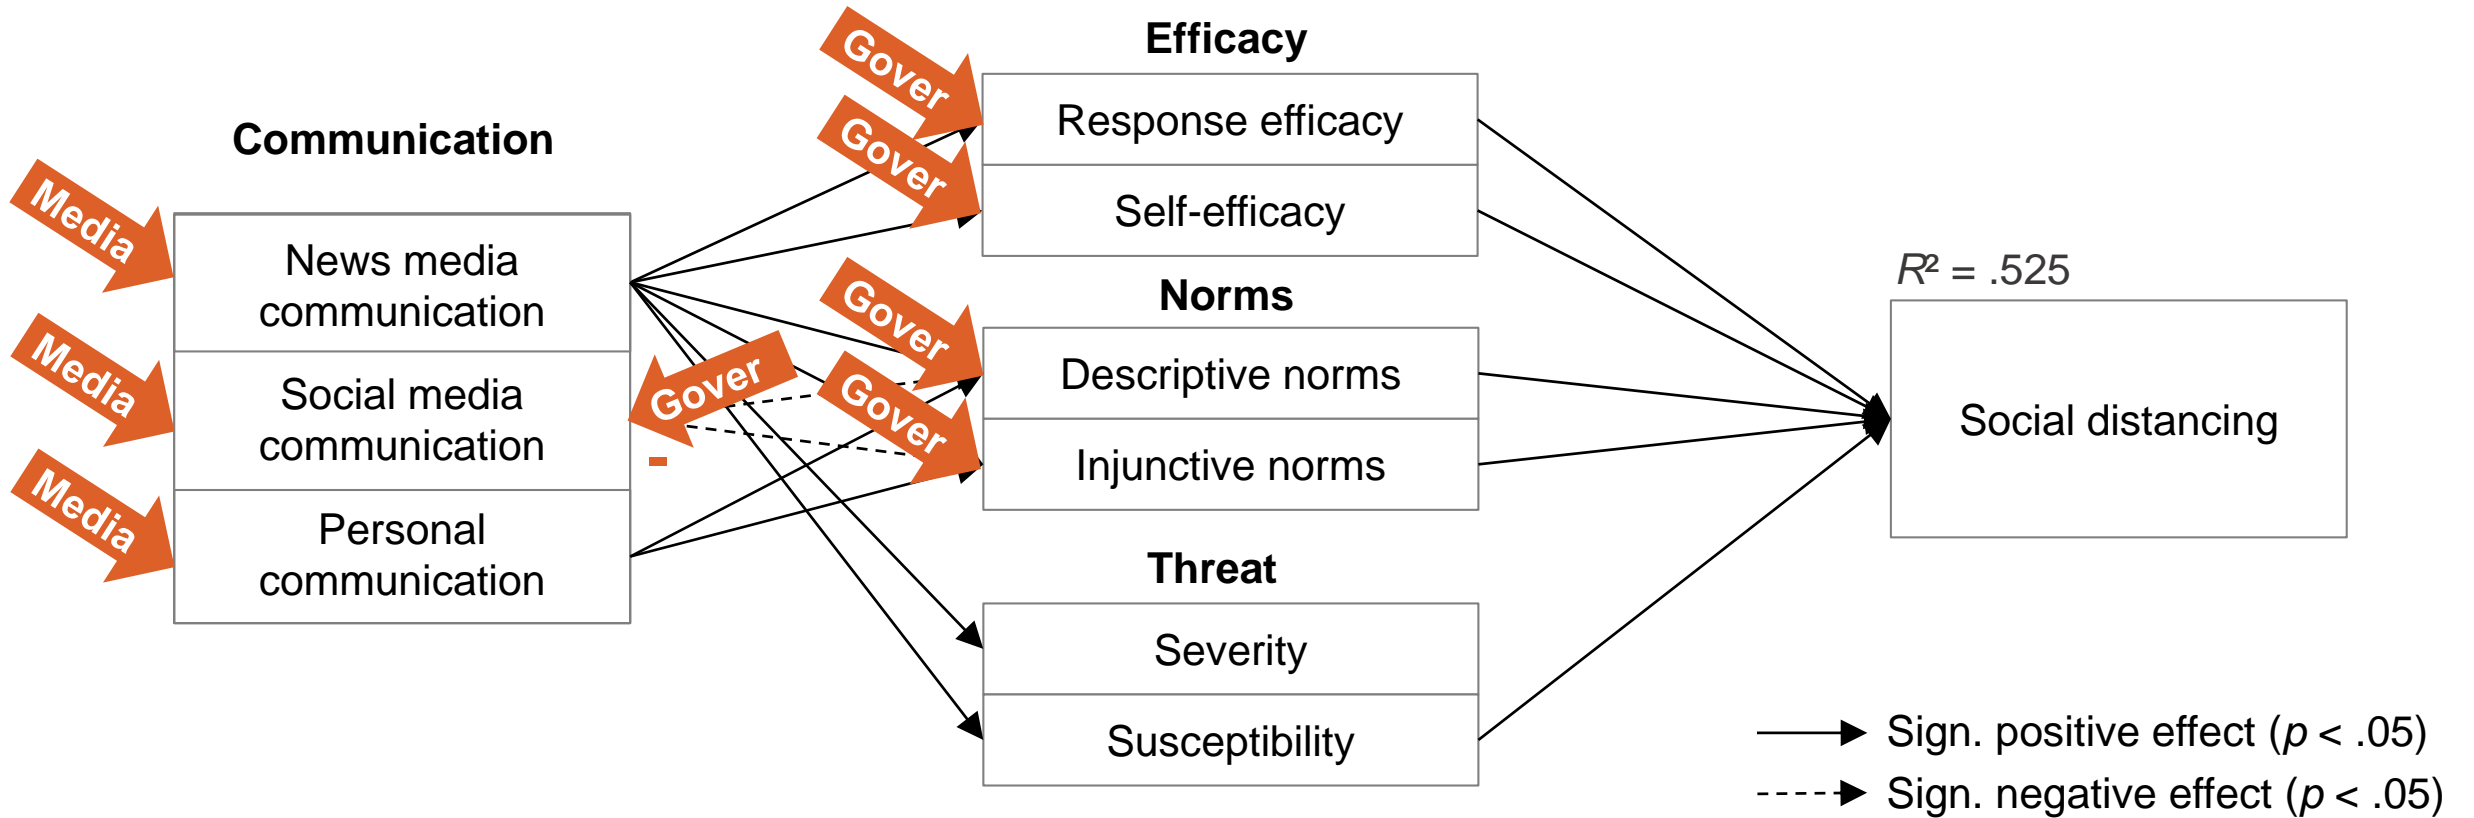 Efficacy
Gover
Response efficacy
Gover
Self-efficacy
Communication
Media
News media
communication
Media
Social media
communication
Media
Personal
communication
Gover
-
Norms
Gover
Descriptive norms
Gover
Injunctive norms
Threat
Severity
Susceptibility
R² = .525
Social distancing
Sign. positive effect (p < .05)
Sign. negative effect (p < .05)